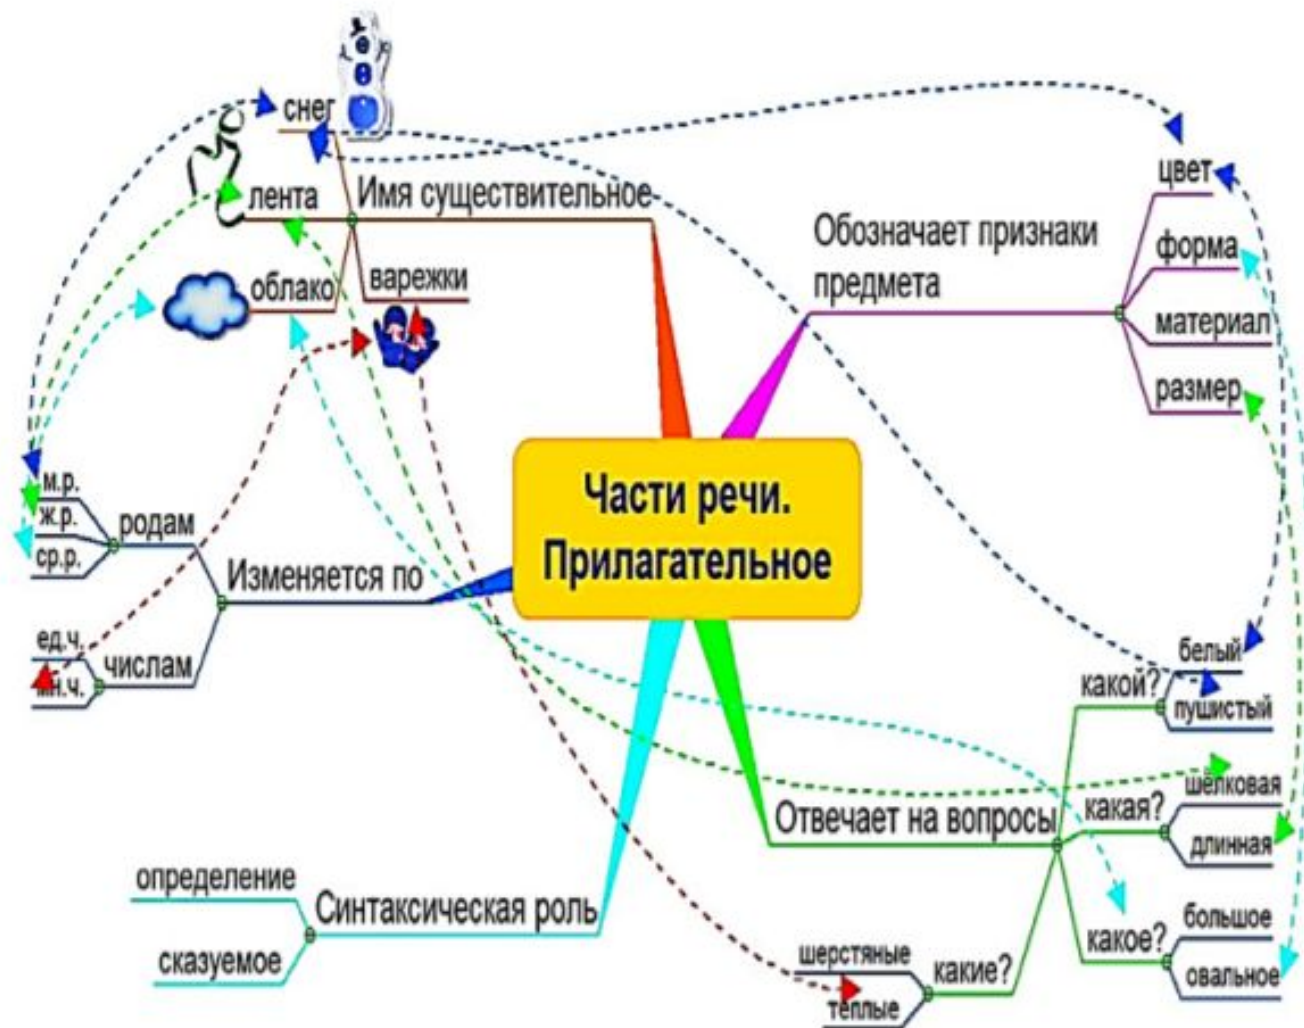 Части речи.
Прилагательное
Имя существительное
снег
лента
облако
варежки
Обозначает признаки
предмета
цвет
форма
материал
размер
Изменяется по
родам
м.р.
ж.р.
ср.р.
числам
ед.ч.
мн.ч.
Отвечает на вопросы
какой?
белый
пушистый
какая?
шёлковая
длинная
какое?
большое
овальное
какие?
шерстяные
теплые
Синтаксическая роль
определение
сказуемое